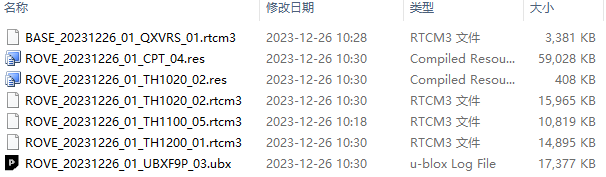 名称 修改日期 类型 大小
BASE_20231226_01_QXVRS_01.rtcm3 2023-12-26 10:28 RTCM3 文件 3,381 KB
ROVE_20231226_01_CPT_04.res 2023-12-26 10:30 Compiled Resou... 59,028 KB
ROVE_20231226_01_TH1020_02.res 2023-12-26 10:30 Compiled Resou... 408 KB
ROVE_20231226_01_TH1020_02.rtcm3 2023-12-26 10:30 RTCM3 文件 15,965 KB
ROVE_20231226_01_TH1100_05.rtcm3 2023-12-26 10:18 RTCM3 文件 10,819 KB
ROVE_20231226_01_TH1200_01.rtcm3 2023-12-26 10:30 RTCM3 文件 14,895 KB
ROVE_20231226_01_UBXF9P_03.ubx 2023-12-26 10:30 u-blox Log File 17,377 KB